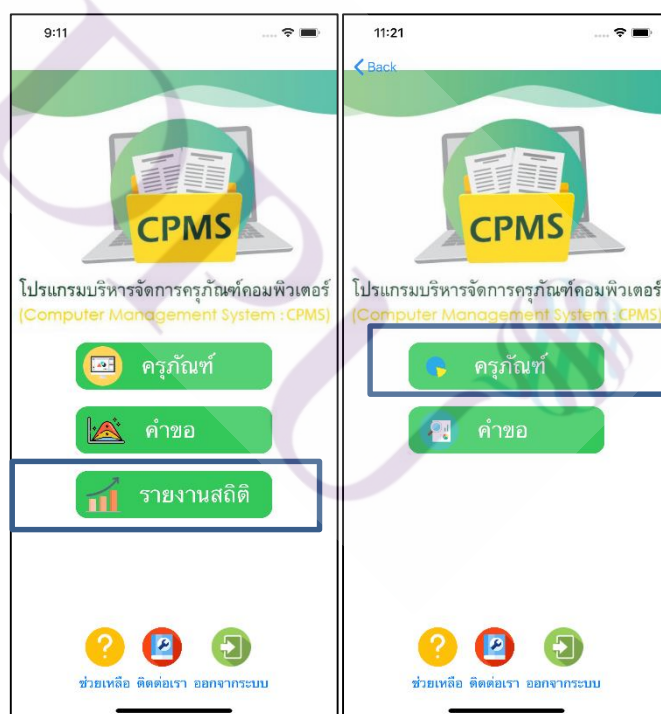 9:11
CPMS
โปรแกรมบริหารจัดการครุภัณฑ์คอมพิวเตอร์
(Computer Management System : CPMS)
ครุภัณฑ์
คำขอ
รายงานสถิติ
ช่วยเหลือ ติดต่อเรา ออกจากระบบ
11:21
Back
CPMS
โปรแกรมบริหารจัดการครุภัณฑ์คอมพิวเตอร์
(Computer Management System : CPMS)
ครุภัณฑ์
คำขอ
ช่วยเหลือ ติดต่อเรา ออกจากระบบ
DPU